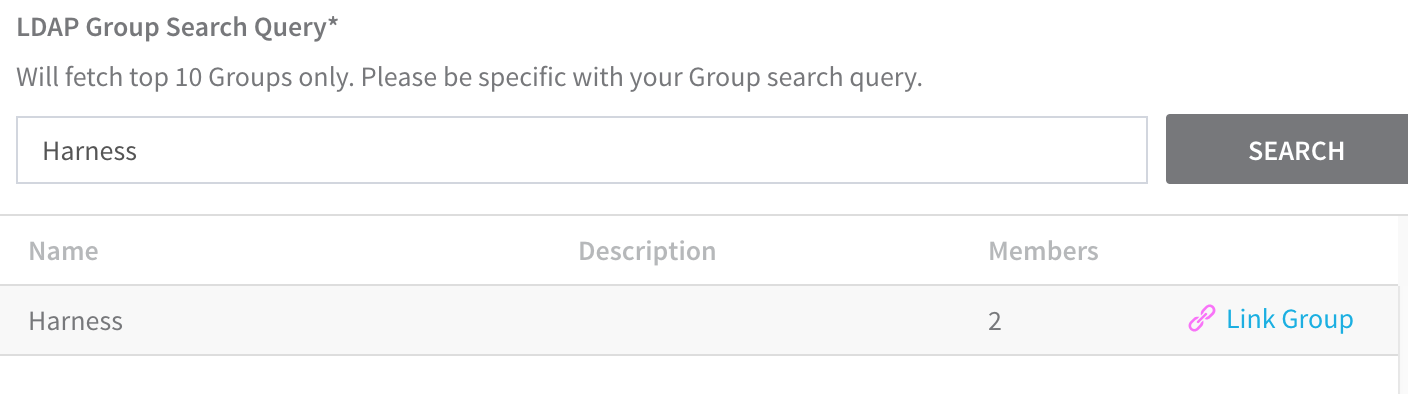 LDAP Group Search Query*
Will fetch top 10 Groups only. Please be specific with your Group search query.
Harness
SEARCH
Name Description Members
Harness 2 Link Group